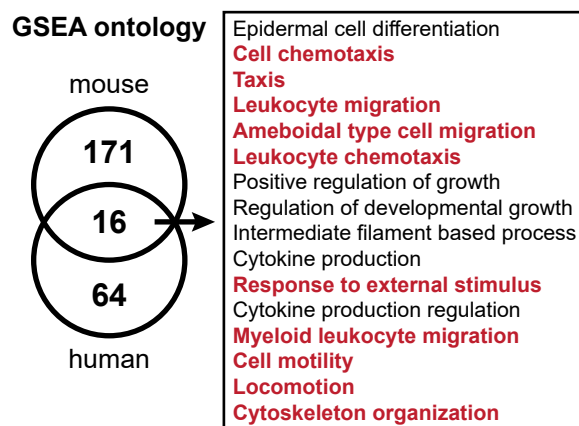 GSEA ontology
mouse
171
16
64
human
Epidermal cell differentiation
Cell chemotaxis
Taxis
Leukocyte migration
Ameboidal type cell migration
Leukocyte chemotaxis
Positive regulation of growth
Regulation of developmental growth
Intermediate filament based process
Cytokine production
Response to external stimulus
Cytokine production regulation
Myeloid leukocyte migration
Cell motility
Locomotion
Cytoskeleton organization